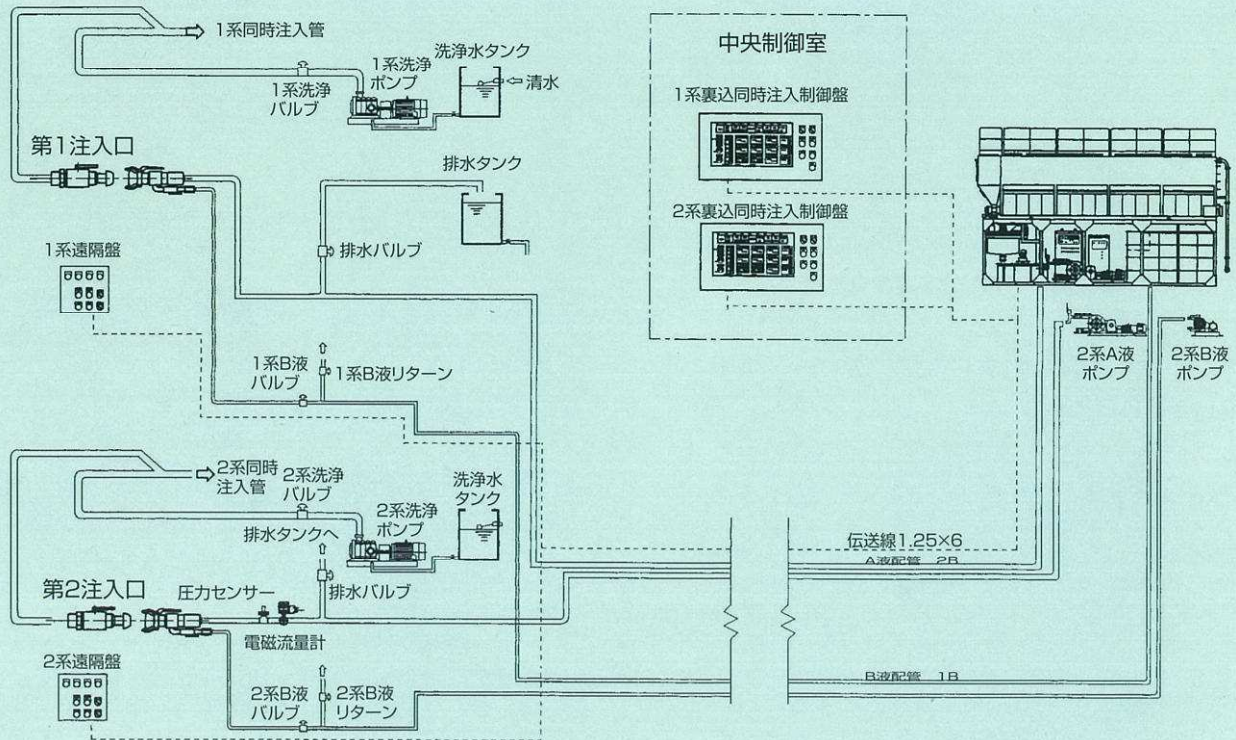 1系同時注入管
1系洗浄
バルブ
1系洗浄
ポンプ
洗浄水タンク
清水
第1注入口
排水タンク
排水バルブ
1系遠隔盤
1系B液
バルブ
1系B液リターン
中央制御室
1系裏込同時注入制御盤
2系裏込同時注入制御盤
2系A液
ポンプ
2系B液
ポンプ
2系同時
注入管
2系洗浄
バルブ
2系洗浄
ポンプ
洗浄水
タンク
排水タンクへ
排水バルブ
第2注入口
圧力センサー
電磁流量計
2系遠隔盤
2系B液
バルブ
2系B液
リターン
伝送線1.25×6
A液配管 2B
B液配管 1B